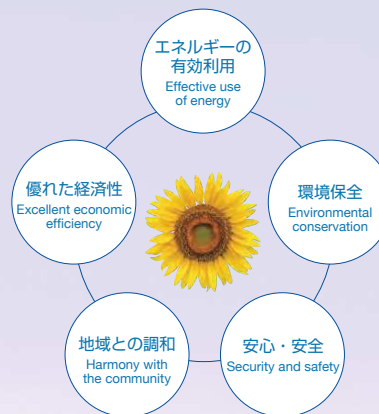 エネルギーの
有効利用
Effective use
of energy
優れた経済性
Excellent economic
efficiency
環境保全
Environmental
conservation
地域との調和
Harmony with
the community
安心・安全
Security and safety